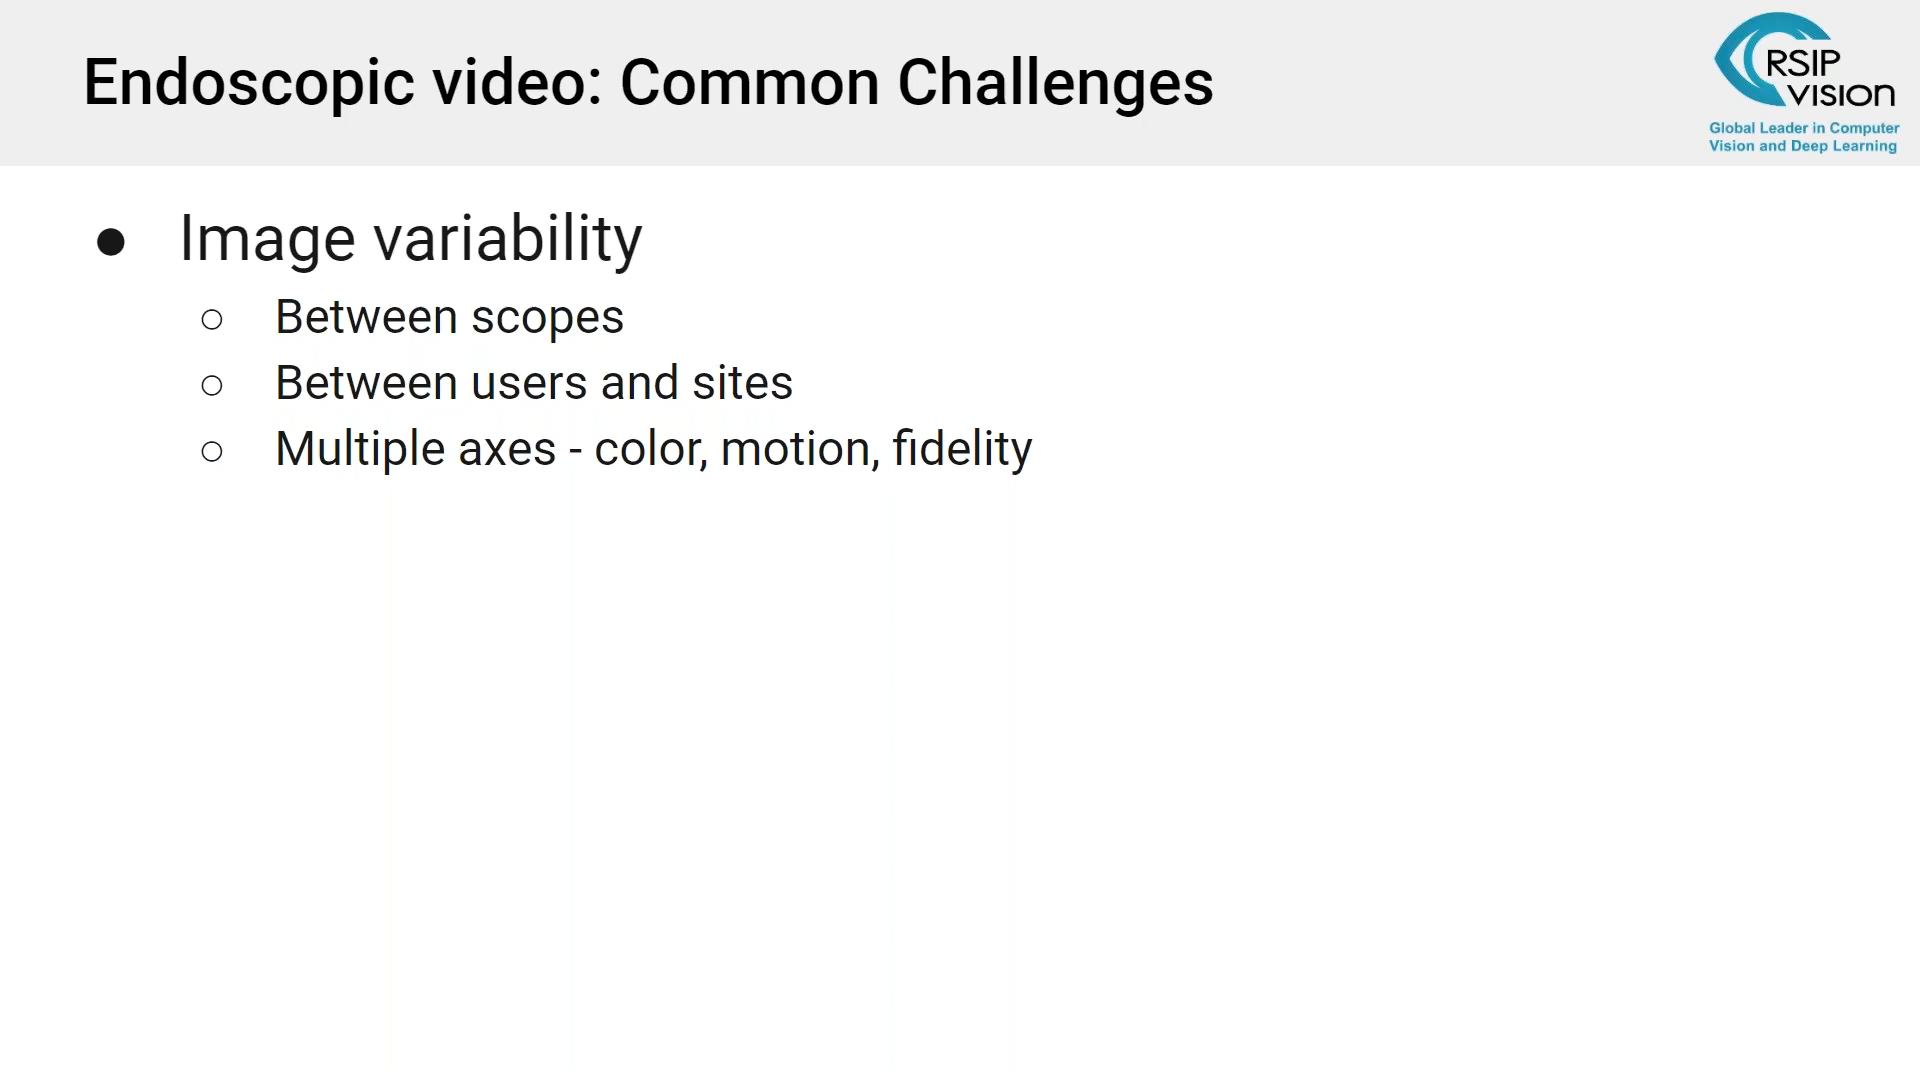 Endoscopic video: Common Challenges
RSIP
VISION
Global Leader in Computer
Vision and Deep Learning
● Image variability
○ Between scopes
○ Between users and sites
○ Multiple axes - color, motion, fidelity